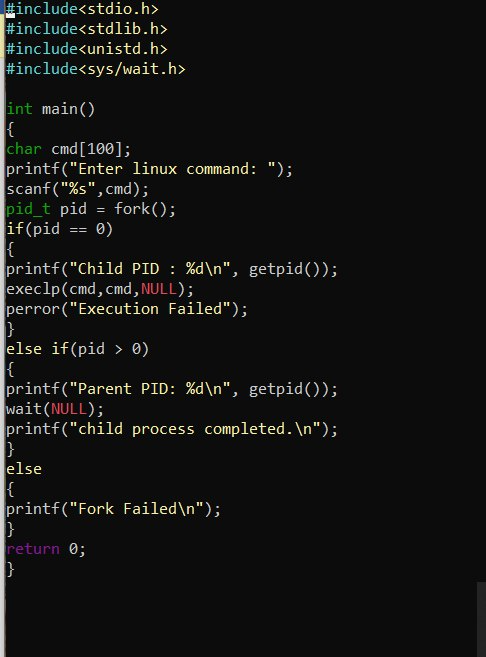 #include<stdio.h>
#include<stdlib.h>
#include<unistd.h>
#include<sys/wait.h>

int main()
{
char cmd[100];
printf("Enter linux command: ");
scanf("%s",cmd);
pid_t pid = fork();
if(pid == 0)
{
printf("Child PID : %d\n", getpid());
execlp(cmd,cmd,NULL);
perror("Execution Failed");
}
else if(pid > 0)
{
printf("Parent PID: %d\n", getpid());
wait(NULL);
printf("child process completed.\n");
}
else
{
printf("Fork Failed\n");
}
return 0;
}